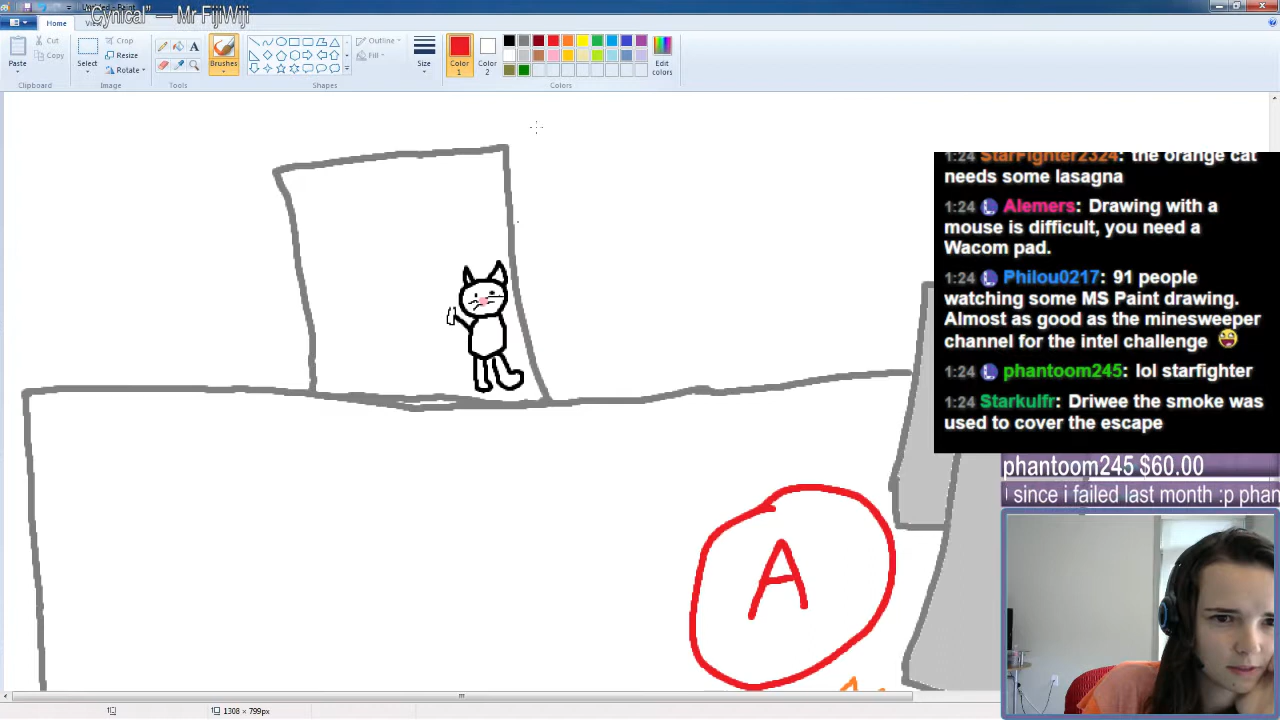 "Cynical" — Mr FijiWiji
Home
Paste
Cut
Copy
Clipboard
Select
Crop
Resize
Rotate
Image
Tools
Brushes
Shapes
Outline
Fill
Size
Color 1
Color 2
Edit colors
Colors
1:24 StarFighter2324: the orange cat
needs some lasagna
1:24 Alemers: Drawing with a
mouse is difficult, you need a
Wacom pad.
1:24 Philou0217: 91 people
watching some MS Paint drawing.
Almost as good as the minesweeper
channel for the intel challenge
1:24 phantoom245: lol starfighter
1:24 Starkulfr: Driwee the smoke was
used to cover the escape
phantoom245 $60.00
since i failed last month :p phan
A
1308 × 799px